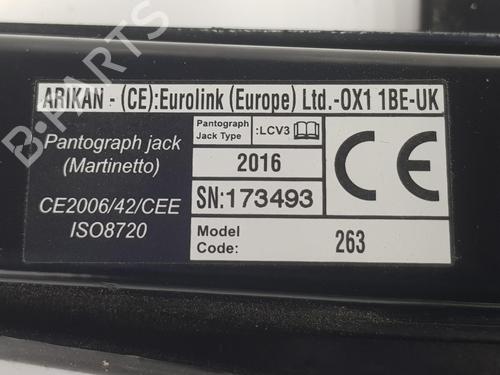 B-PARTS
ARIKAN - (CE):Eurolink (Europe) Ltd.-OX1 1BE-UK
Pantograph jack
(Martinetto)
CE2006/42/CEE
ISO8720
Pantograph
Jack Type :LCV3
2016
SN:173493
Model
Code: 263
CE